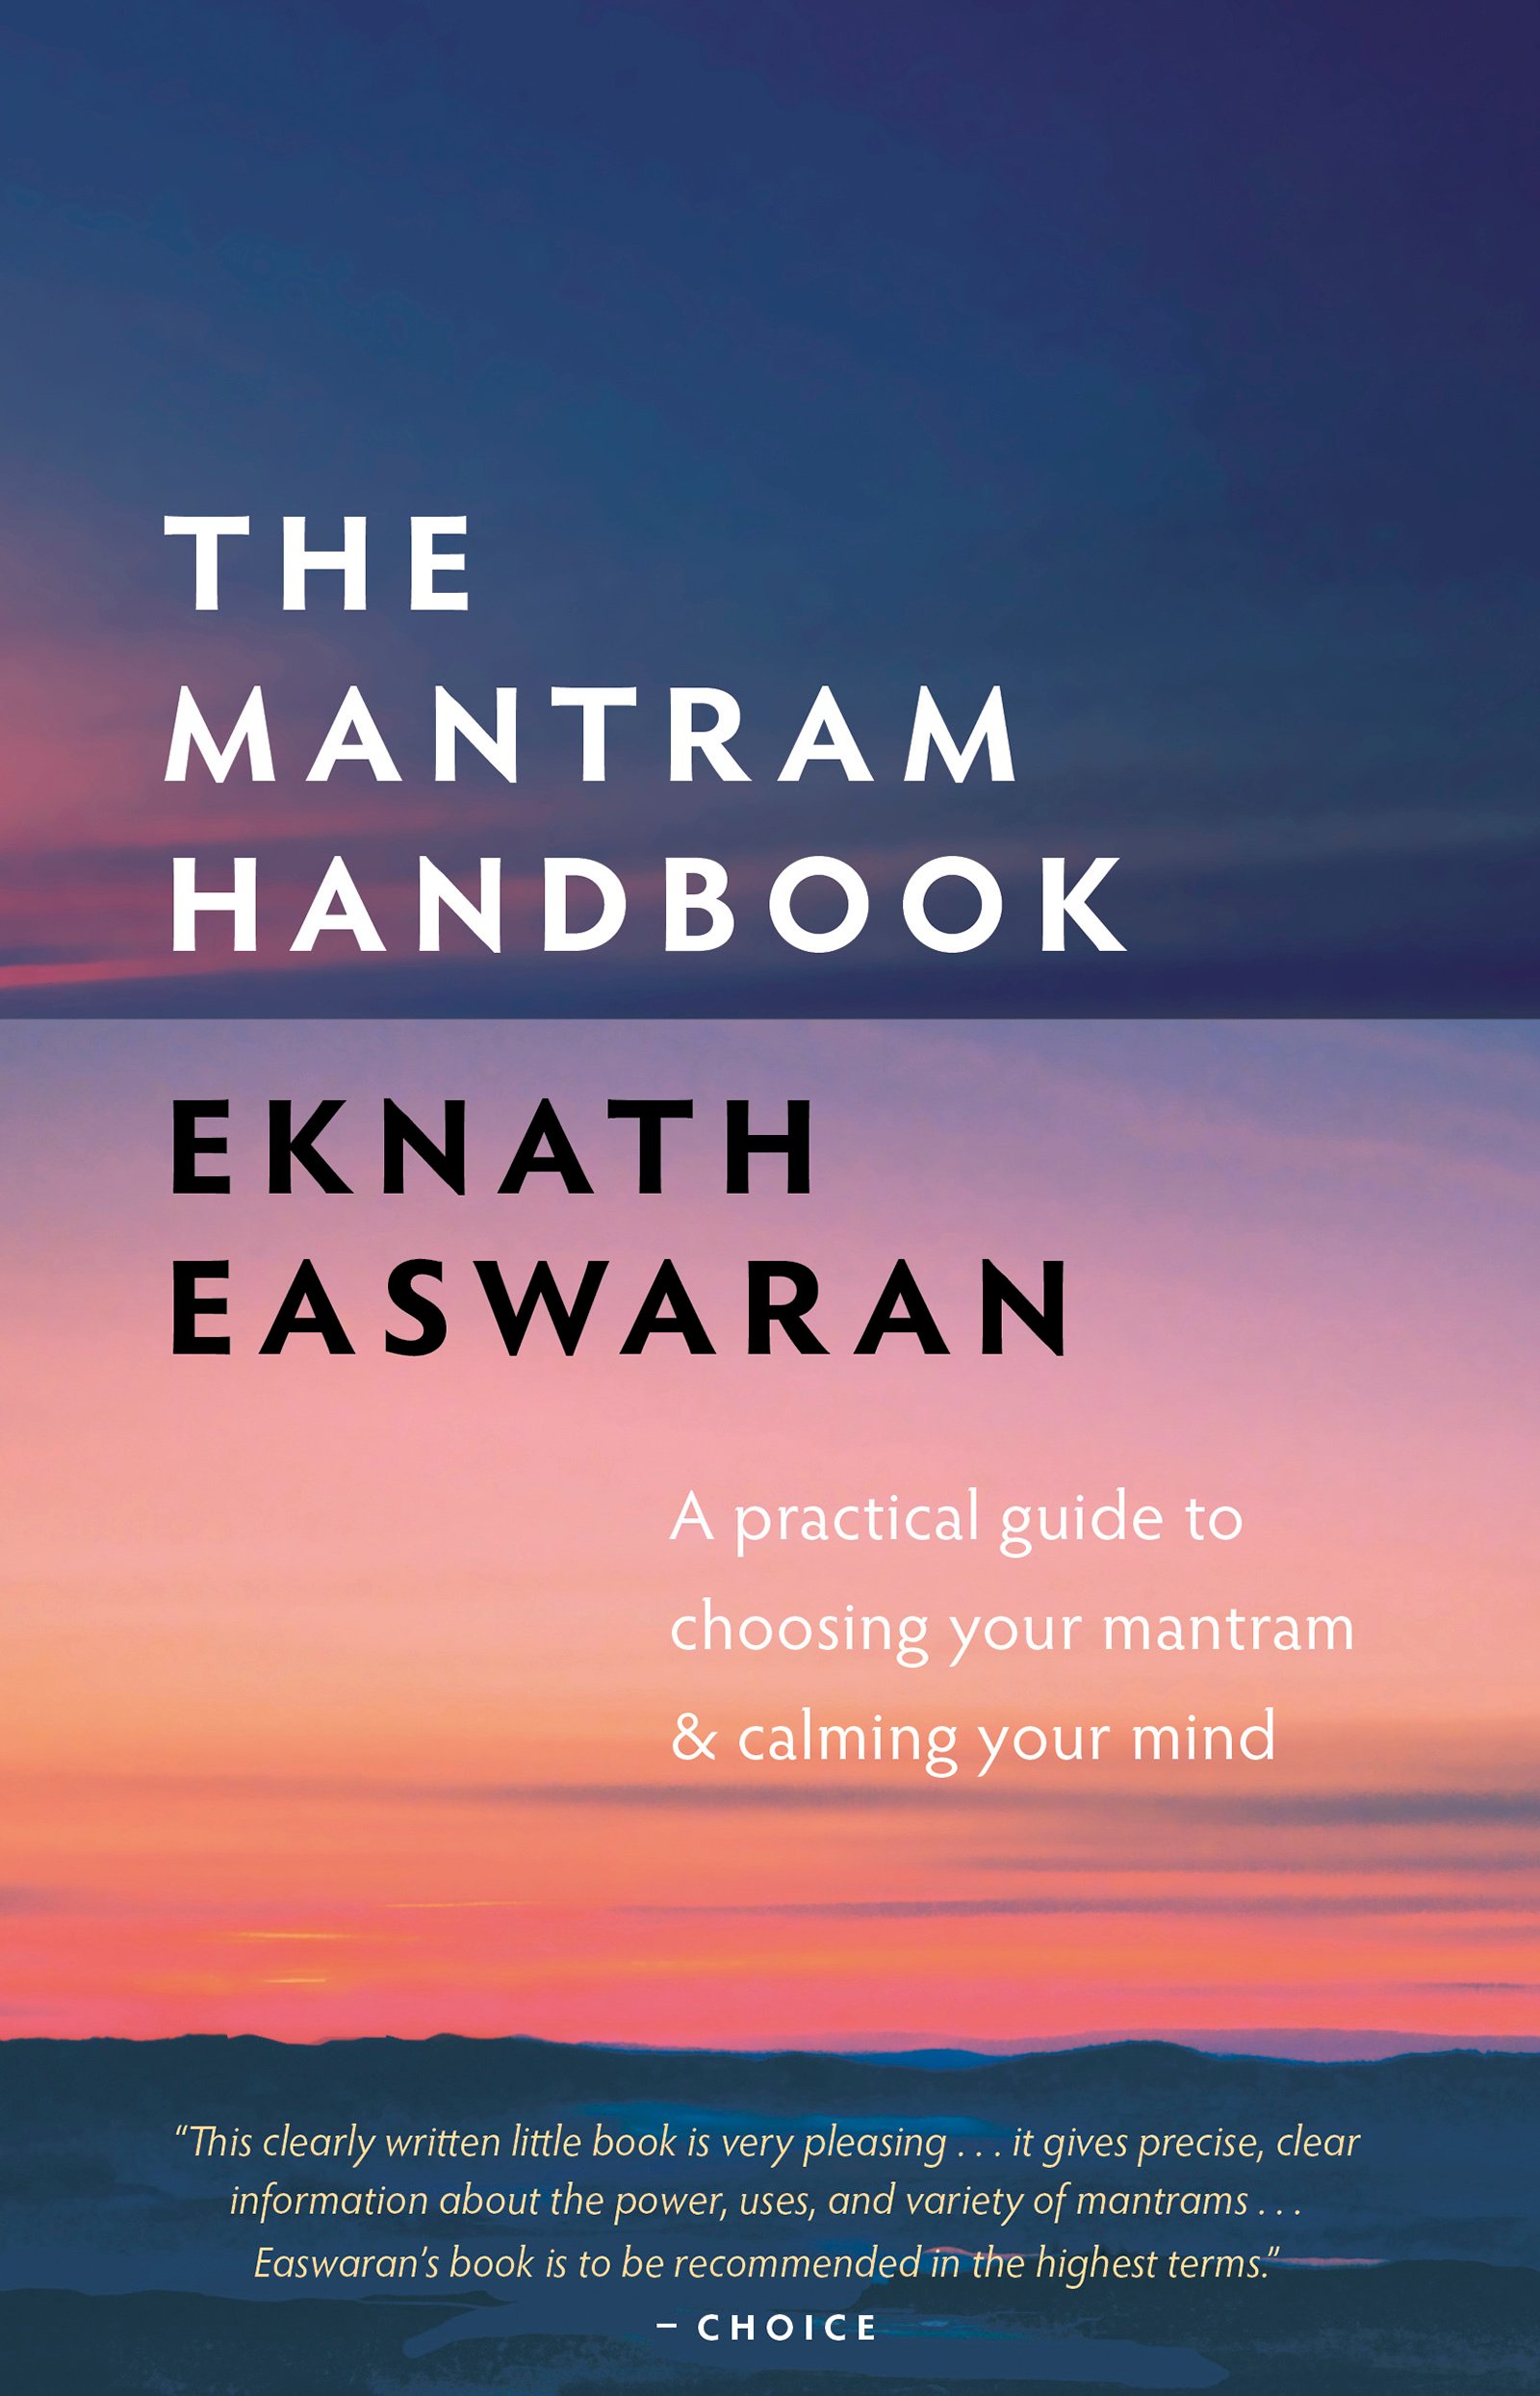 THE
MANTRAM
HANDBOOK
EKNATH
EASWARAN
A practical guide to
choosing your mantram
& calming your mind
“This clearly written little book is very pleasing . . . it gives precise, clear
information about the power, uses, and variety of mantrams . . .
Easwaran’s book is to be recommended in the highest terms.”
– CHOICE